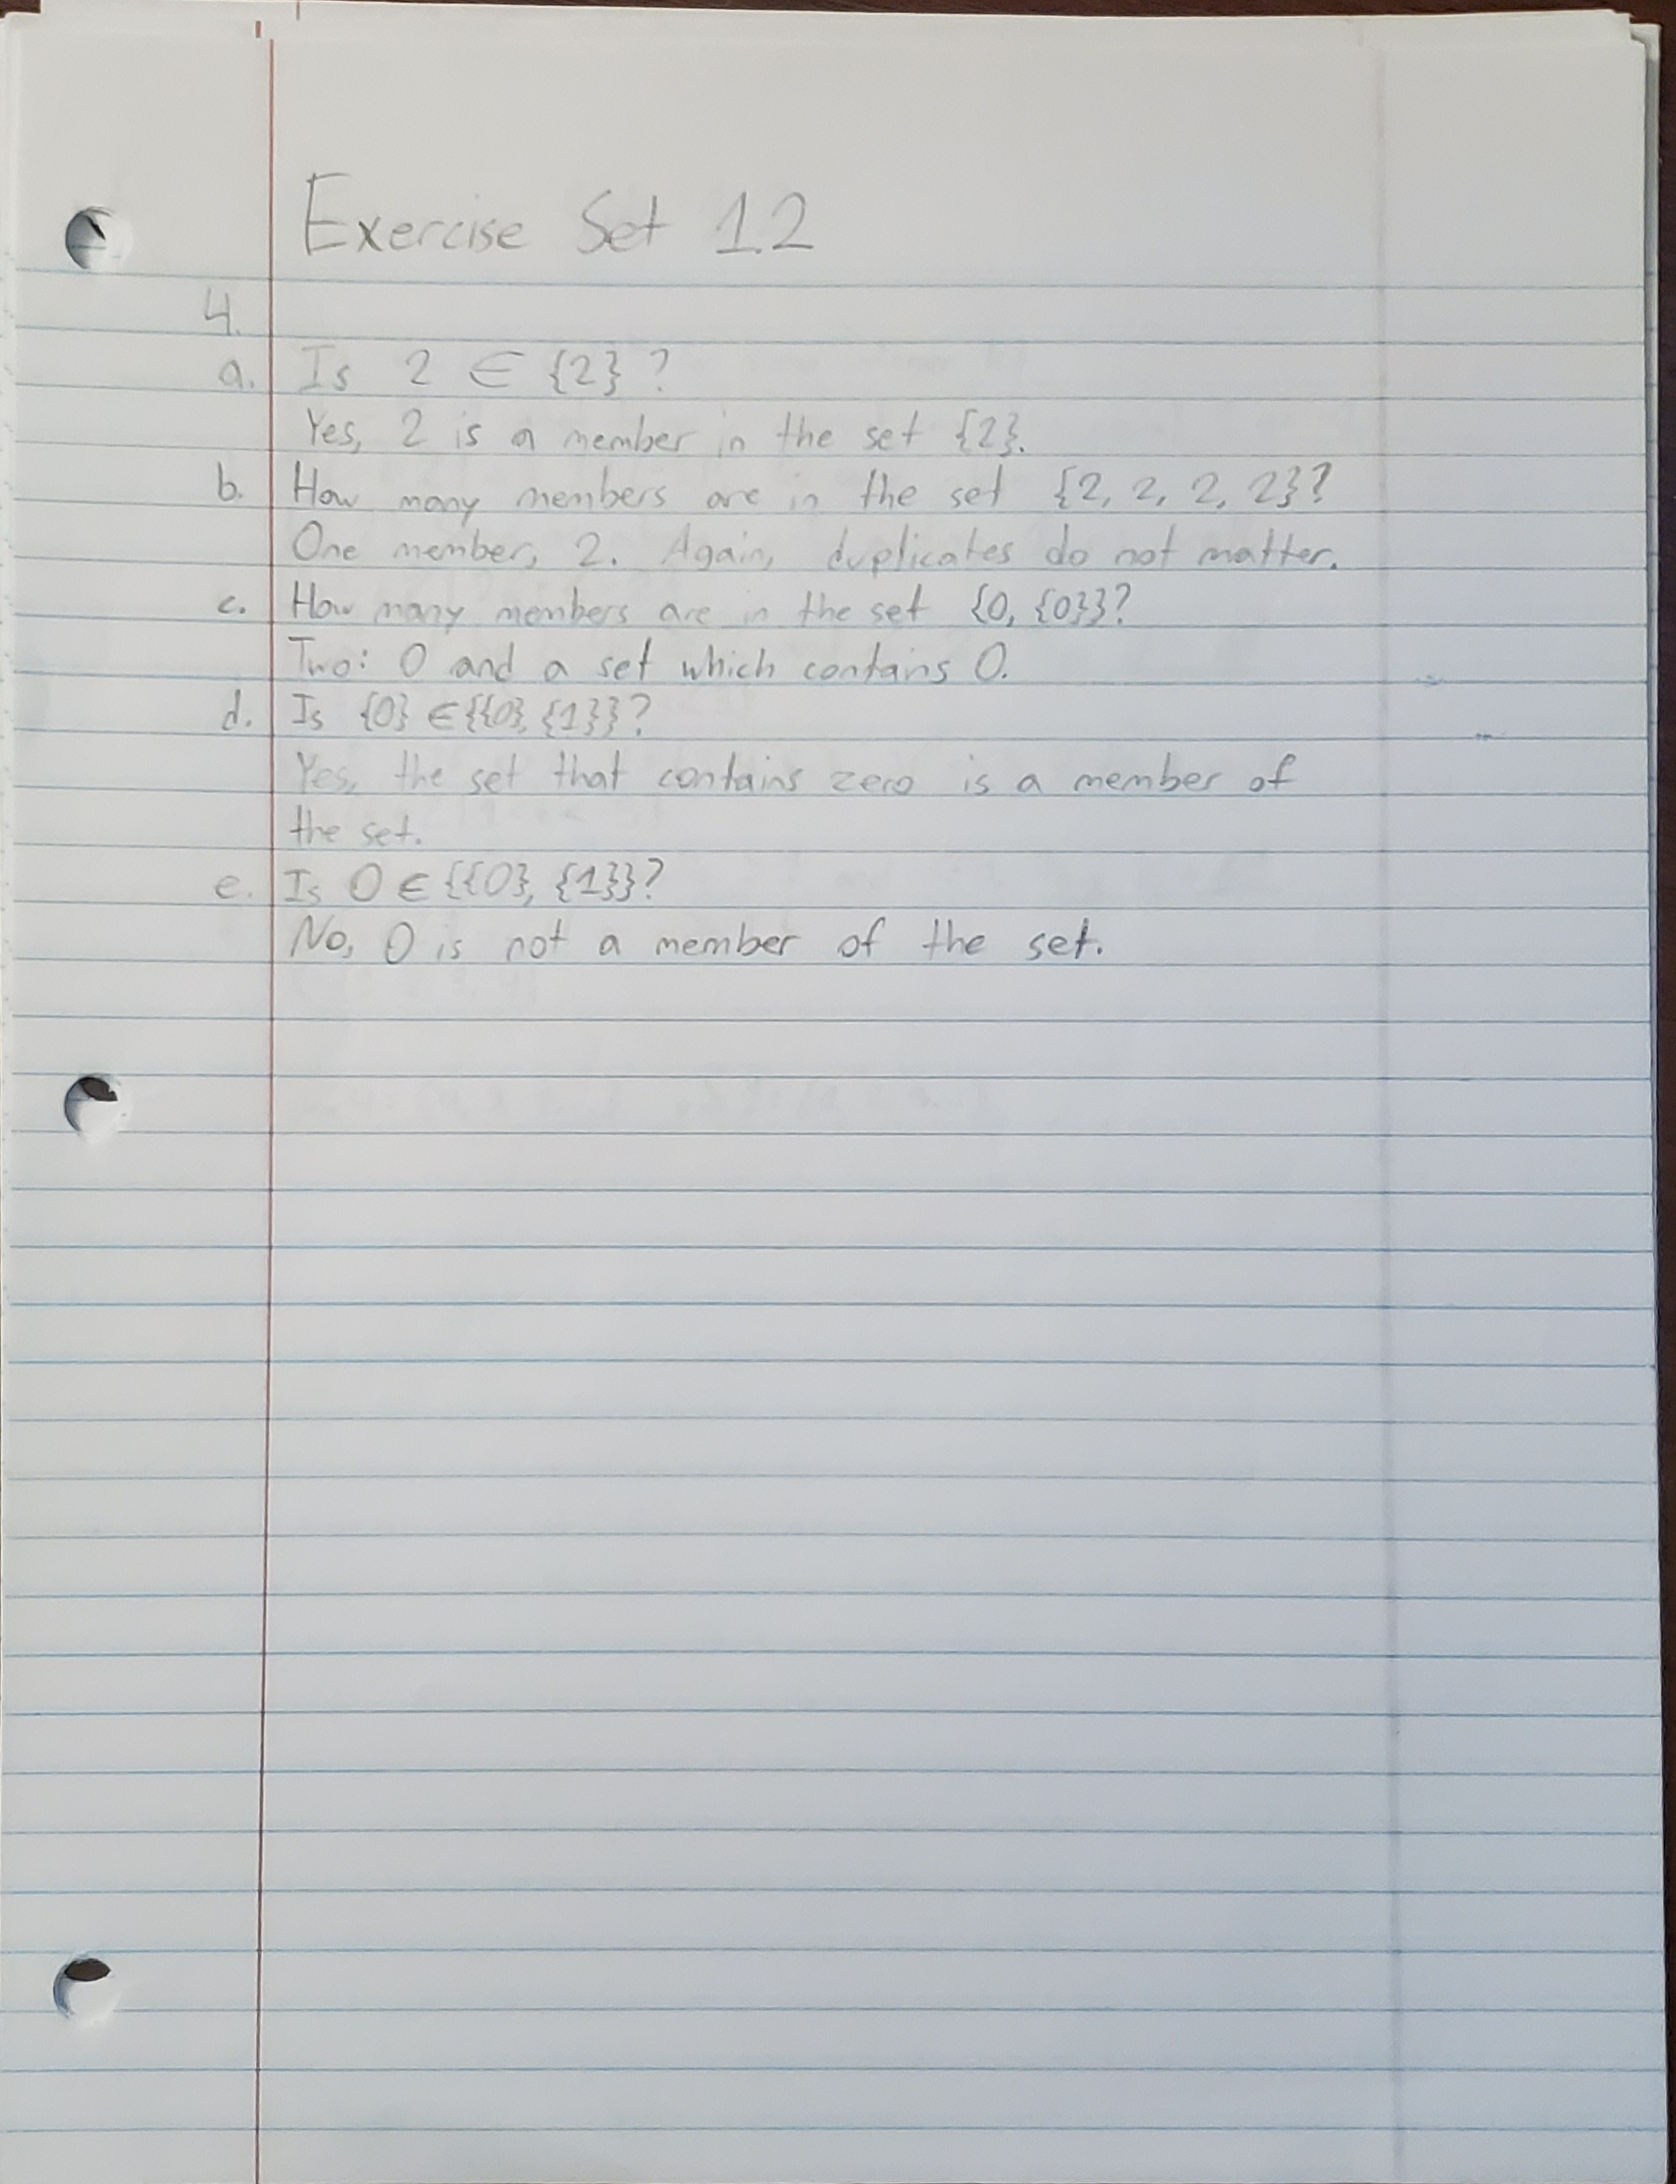 Exercise Set 1.2
4.
a. Is 2 ∈ {2}?
Yes, 2 is a member in the set {2}.
b. How many members are in the set {2, 2, 2, 2}?
One member, 2. Again, duplicates do not matter.
c. How many members are in the set {0, {0}}?
Two: 0 and a set which contains 0.
d. Is {0} ∈ {{0}, {1}}?
Yes, the set that contains zero is a member of
the set.
e. Is 0 ∈ {{0}, {1}}?
No, 0 is not a member of the set.